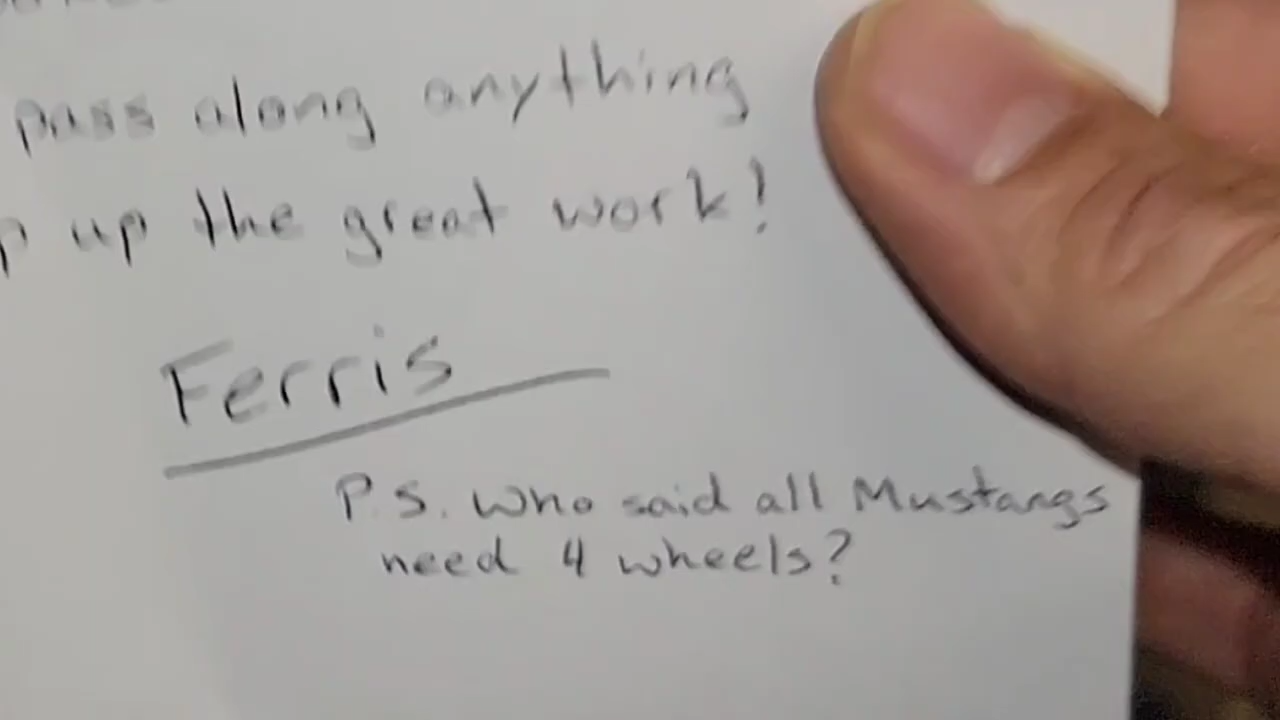 pass along anything
up the great work!
Ferris
P.S. Who said all Mustangs
need 4 wheels?